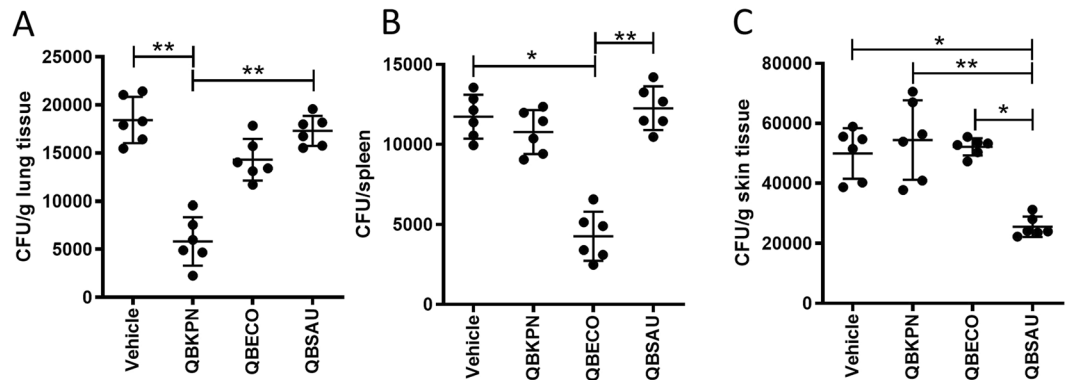 A
CFU/g lung tissue
25000
20000
15000
10000
5000
0
**
**
Vehicle
QBKPN
QBECO
QBSAU
B
CFU/spleen
15000
10000
5000
0
*
**
Vehicle
QBKPN
QBECO
QBSAU
C
CFU/g skin tissue
80000
60000
40000
20000
0
*
**
*
Vehicle
QBKPN
QBECO
QBSAU